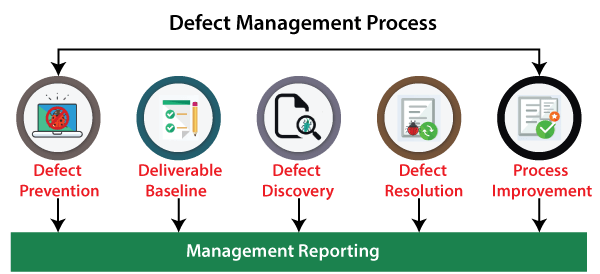 Defect Management Process
Defect
Prevention
Deliverable
Baseline
Defect
Discovery
Defect
Resolution
Process
Improvement
Management Reporting